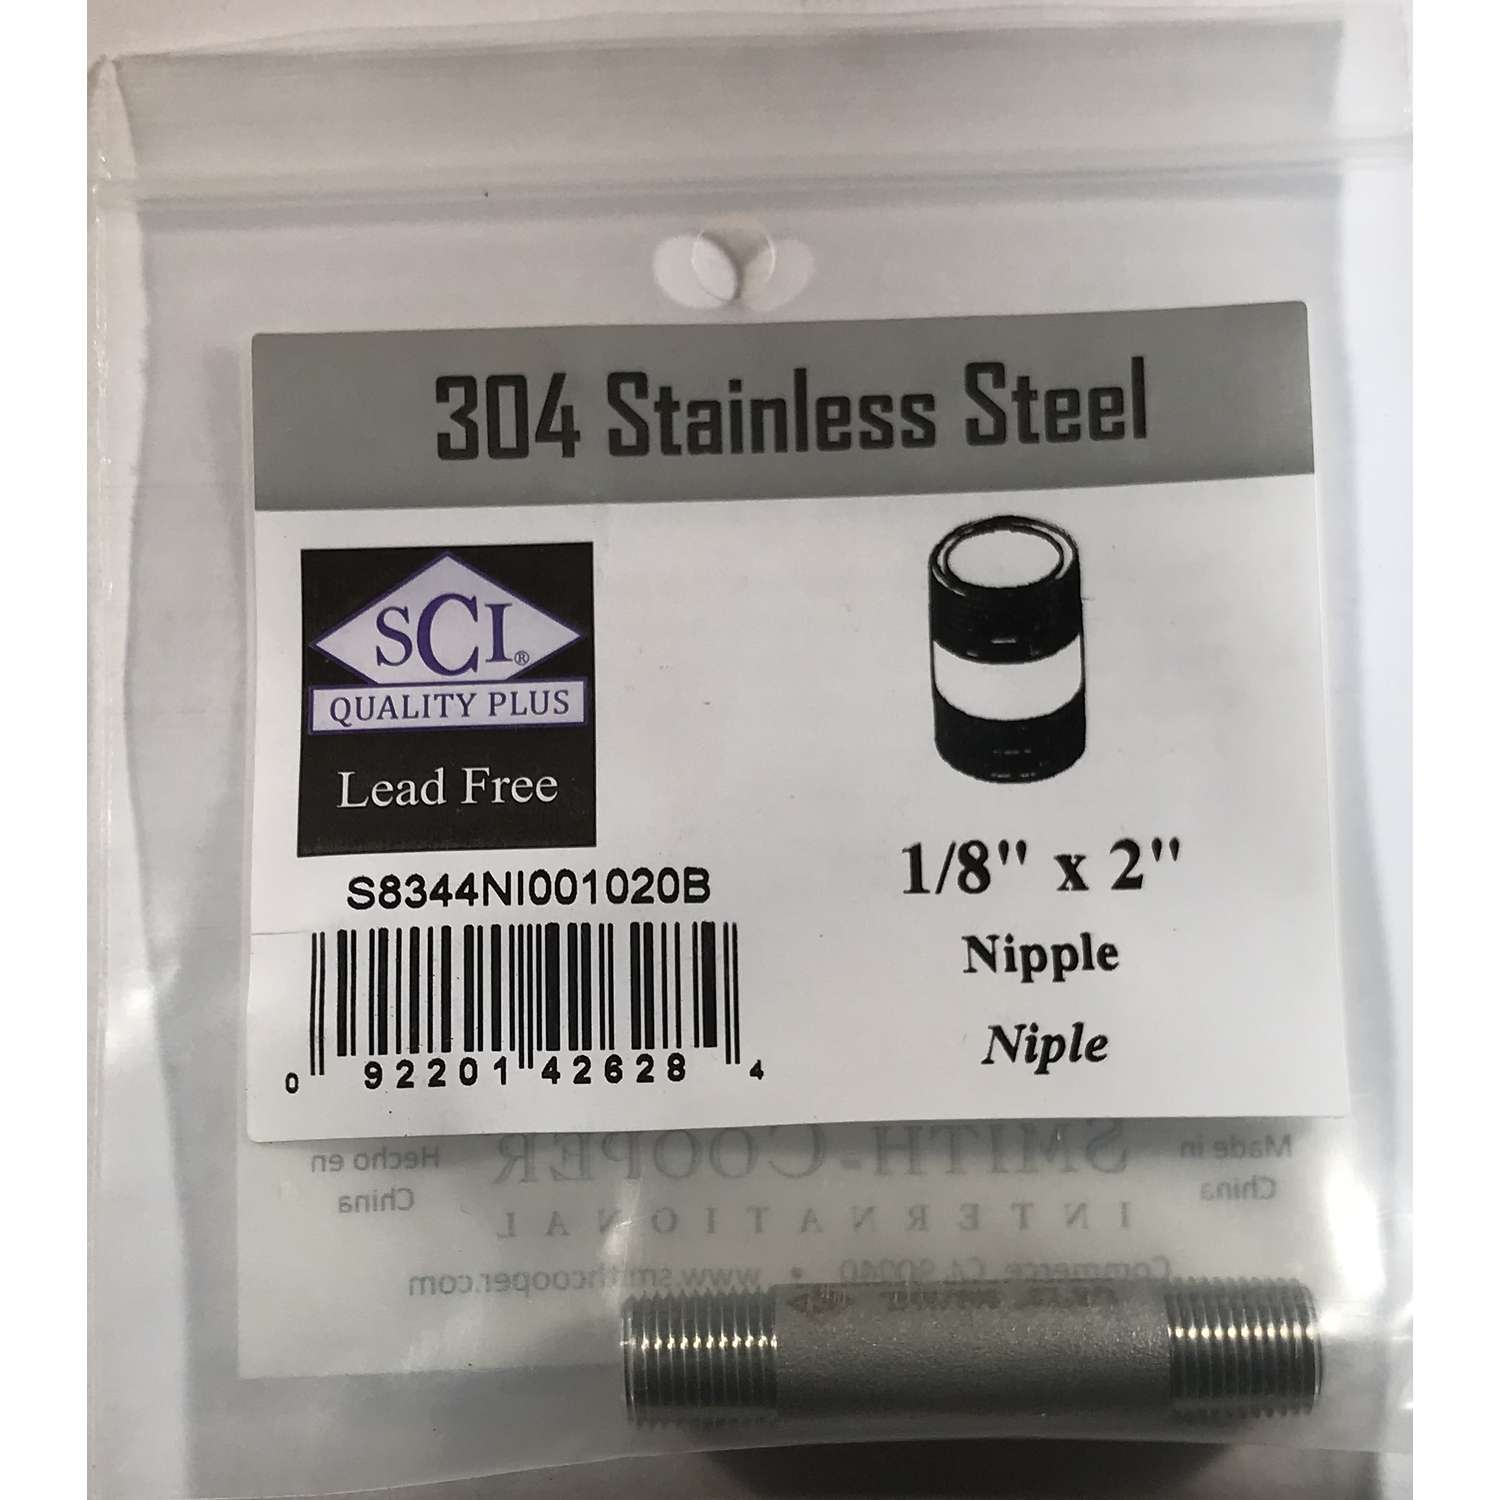 304 Stainless Steel
SCI®
QUALITY PLUS
Lead Free
S8344NI001020B
0 92201 42628 4
1/8" x 2"
Nipple
Niple
Hecho en
China
SMITH-COOPER
INTERNATIONAL
Made in
China
Commerce, CA 90040 • www.smithcooper.com